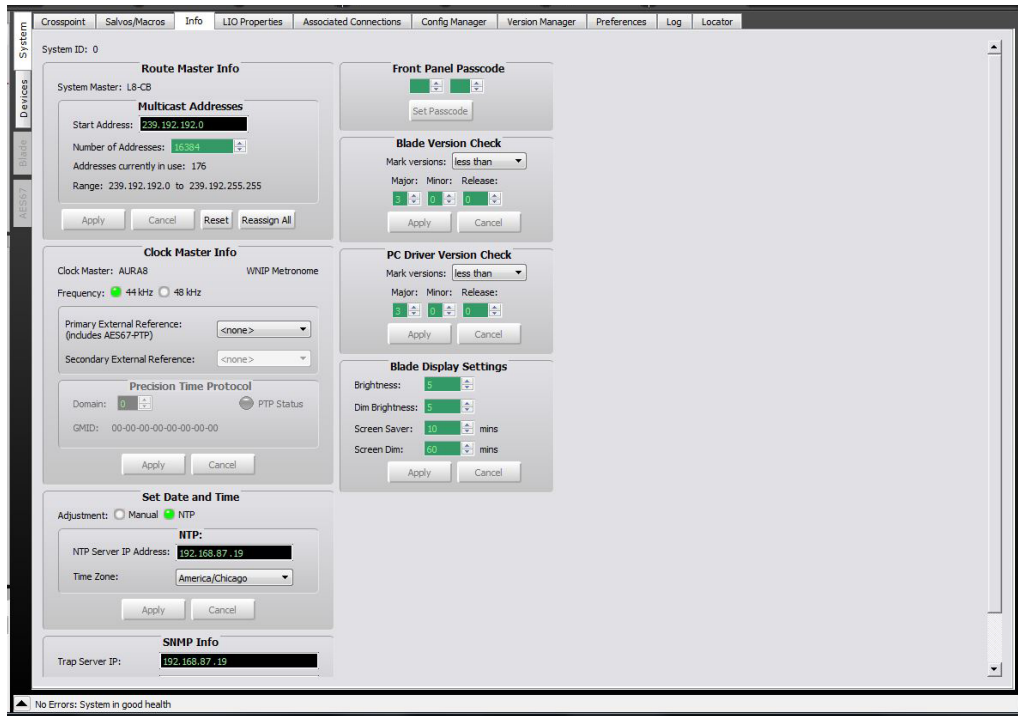 Crosspoint Salvos/Macros Info LIO Properties Associated Connections Config Manager Version Manager Preferences Log Locator
System
Devices
Blade
AES67
System ID: 0
Route Master Info
System Master: L8-CB
Multicast Addresses
Start Address: 239.192.192.0
Number of Addresses: 16384
Addresses currently in use: 176
Range: 239.192.192.0 to 239.192.255.255
Apply Cancel Reset Reassign All
Clock Master Info
Clock Master: AURA8 WNIP Metronome
Frequency: 44 kHz 48 kHz
Primary External Reference:
(includes AES67-PTP)
<none>
Secondary External Reference: <none>
Precision Time Protocol
Domain: 0 PTP Status
GMID: 00-00-00-00-00-00-00-00
Apply Cancel
Set Date and Time
Adjustment: Manual NTP
NTP:
NTP Server IP Address: 192.168.87.19
Time Zone: America/Chicago
Apply Cancel
SNMP Info
Trap Server IP: 192.168.87.19
Front Panel Passcode
Set Passcode
Blade Version Check
Mark versions: less than
Major: Minor: Release:
3 0 0
Apply Cancel
PC Driver Version Check
Mark versions: less than
Major: Minor: Release:
3 0 0
Apply Cancel
Blade Display Settings
Brightness: 5
Dim Brightness: 5
Screen Saver: 10 mins
Screen Dim: 60 mins
Apply Cancel
No Errors: System in good health